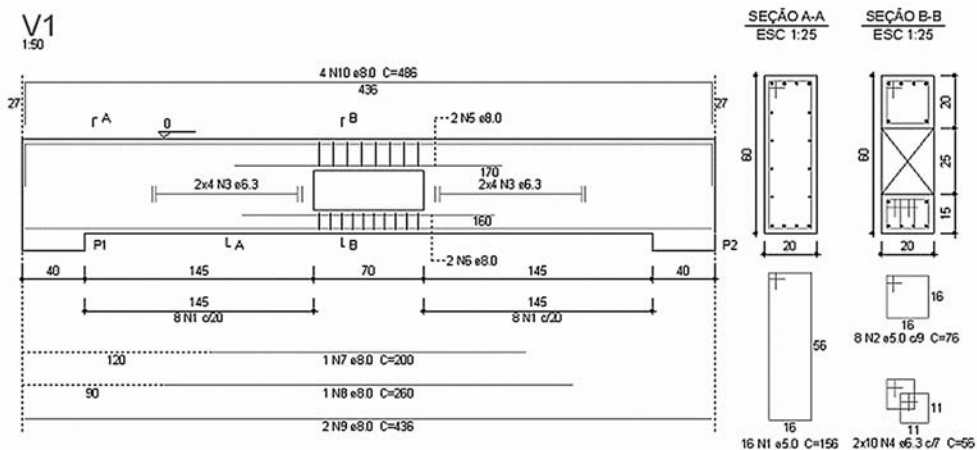 V1
1:50
4 N10 ø8.0 C=486
436
27
27
A
0
B
2 N5 ø8.0
170
2x4 N3 ø6.3
2x4 N3 ø6.3
160
P1
A
B
P2
2 N6 ø8.0
40
145
70
145
40
145
145
8 N1 c/20
8 N1 c/20
120
1 N7 ø8.0 C=200
90
1 N8 ø8.0 C=260
2 N9 ø8.0 C=436
SEÇÃO A-A
ESC 1:25
60
20
56
16
16 N1 ø5.0 C=156
SEÇÃO B-B
ESC 1:25
60
20
25
15
20
16
16
8 N2 ø5.0 c/9 C=76
11
11
2x10 N4 ø6.3 c/7 C=56